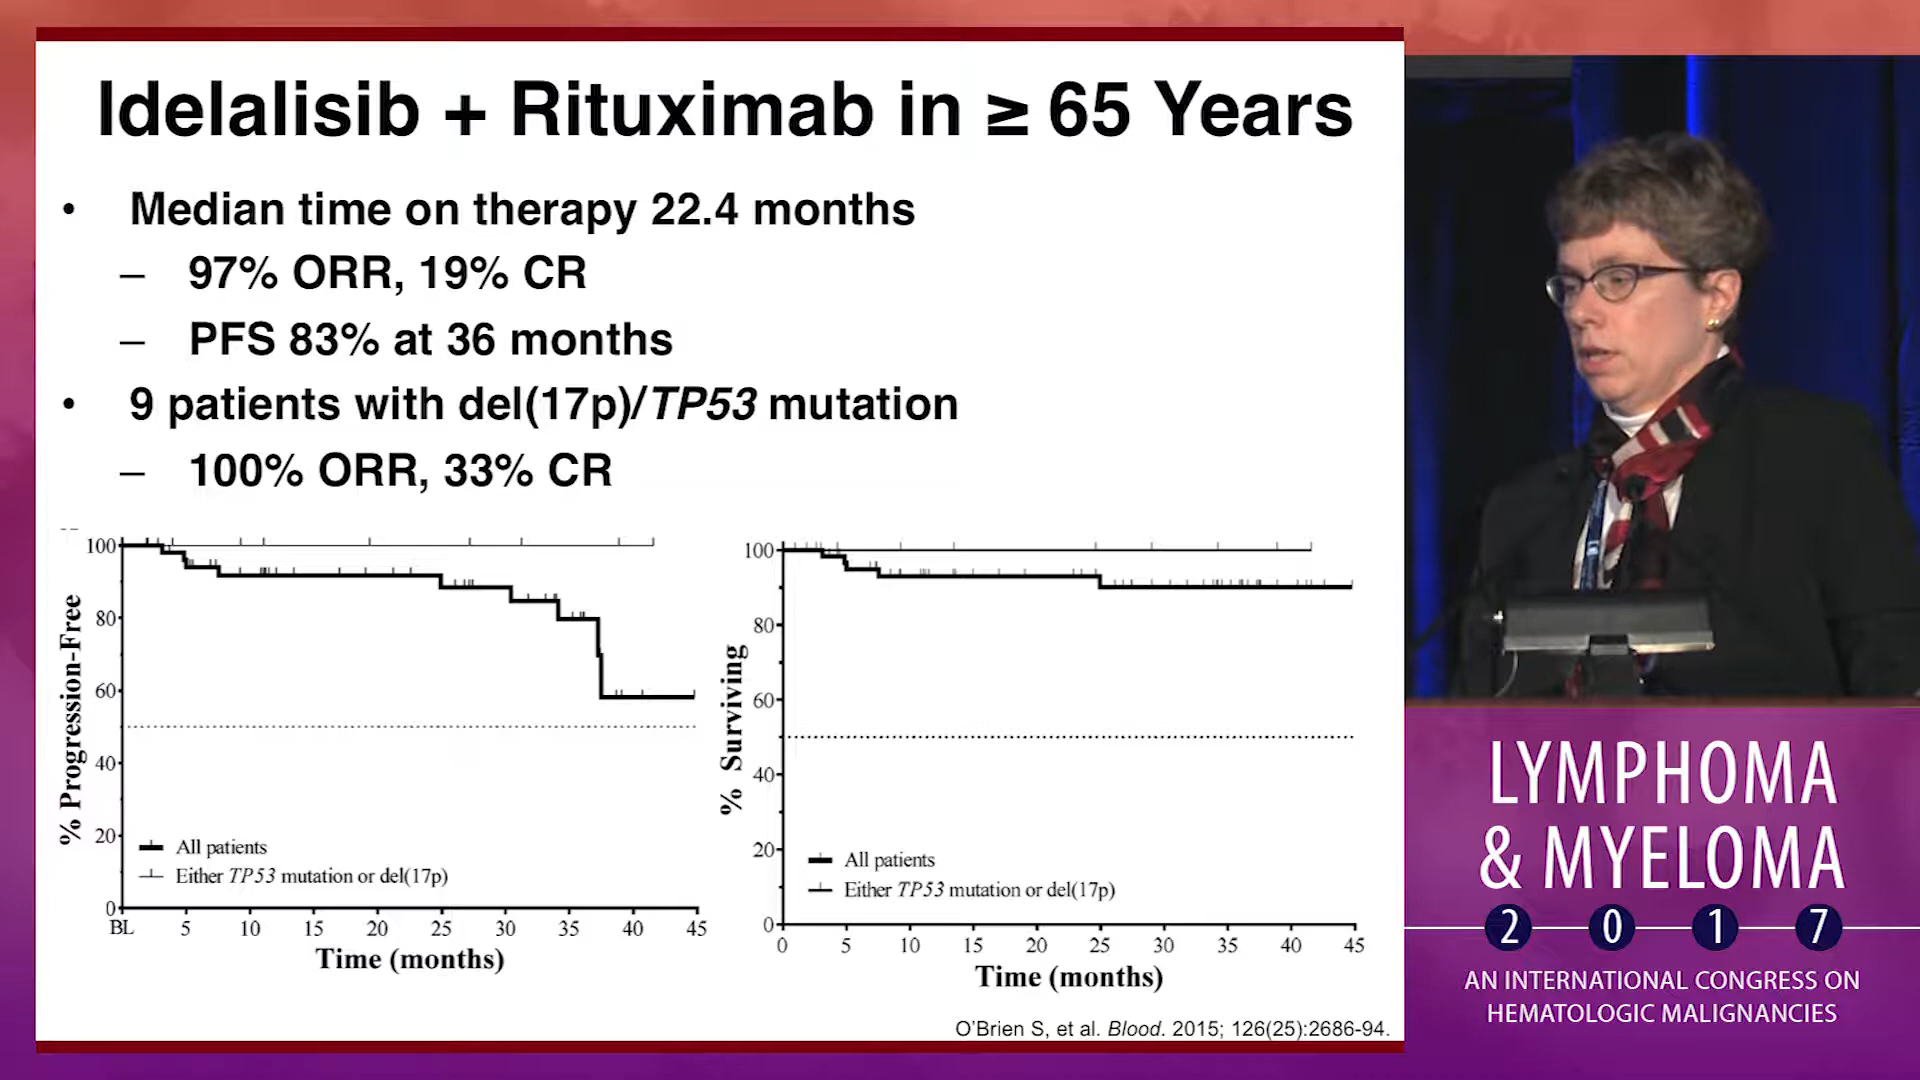 Idelalisib + Rituximab in ≥ 65 Years
• Median time on therapy 22.4 months
– 97% ORR, 19% CR
– PFS 83% at 36 months
• 9 patients with del(17p)/TP53 mutation
– 100% ORR, 33% CR
% Progression-Free
100
80
60
40
20
0
All patients
Either TP53 mutation or del(17p)
BL 5 10 15 20 25 30 35 40 45
Time (months)
% Surviving
100
80
60
40
20
0
All patients
Either TP53 mutation or del(17p)
0 5 10 15 20 25 30 35 40 45
Time (months)
O'Brien S, et al. Blood. 2015; 126(25):2686-94.
LYMPHOMA
& MYELOMA
2 0 1 7
AN INTERNATIONAL CONGRESS ON
HEMATOLOGIC MALIGNANCIES